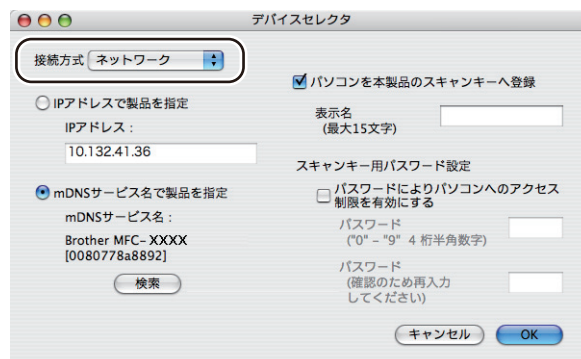 デバイスセレクタ
接続方式 ネットワーク
IPアドレスで製品を指定
IPアドレス：
10.132.41.36
mDNSサービス名で製品を指定
mDNSサービス名：
Brother MFC-XXXX
[0080778a8892]
検索
パソコンを本製品のスキャンキーへ登録
表示名
(最大15文字)
スキャンキー用パスワード設定
パスワードによりパソコンへのアクセス
制限を有効にする
パスワード
("0" – "9" 4 桁半角数字)
パスワード
(確認のため再入力
してください)
キャンセル OK